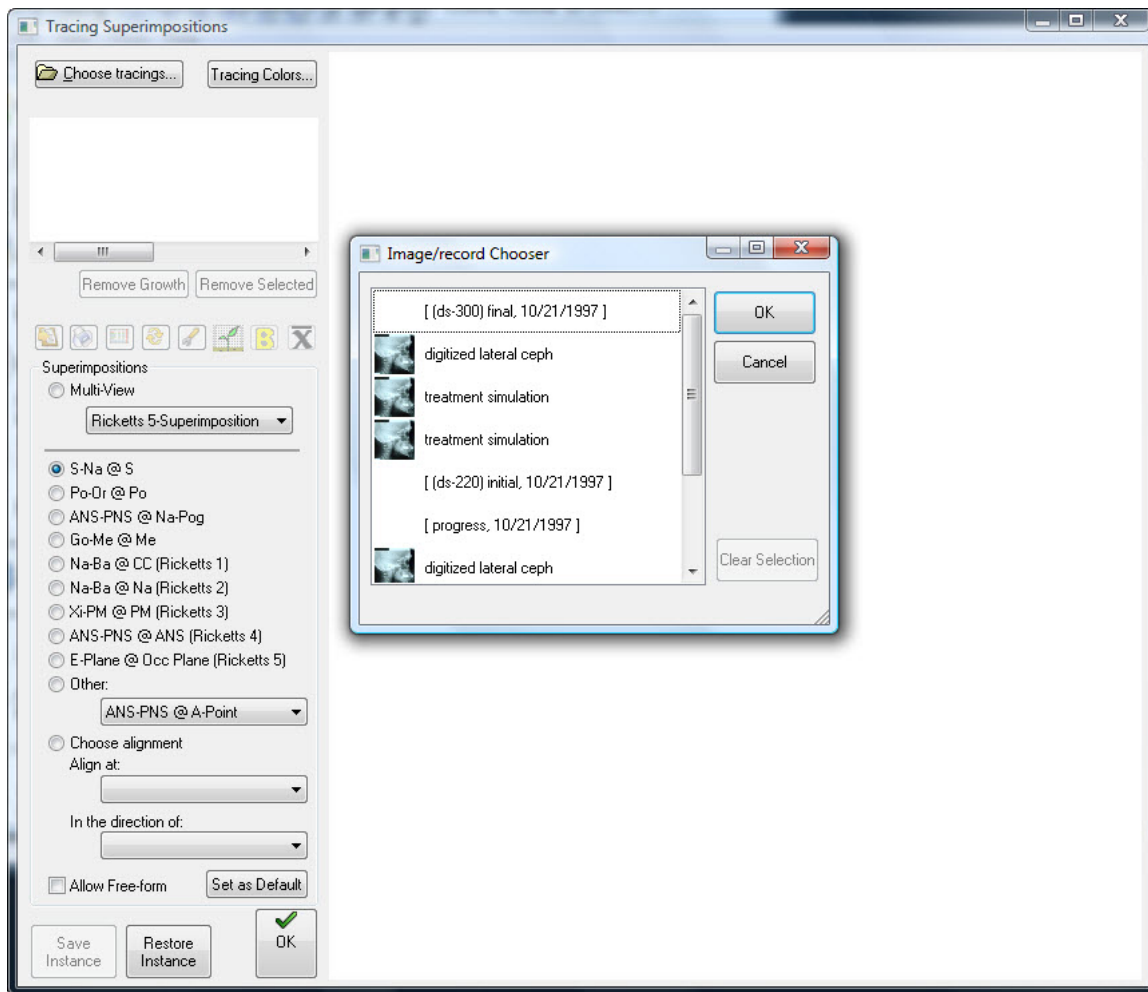 Tracing Superimpositions
Choose tracings...
Tracing Colors...
Remove Growth
Remove Selected
Superimpositions
Multi-View
Ricketts 5-Superimposition
S-Na @ S
Po-Or @ Po
ANS-PNS @ Na-Pog
Go-Me @ Me
Na-Ba @ CC (Ricketts 1)
Na-Ba @ Na (Ricketts 2)
Xi-PM @ PM (Ricketts 3)
ANS-PNS @ ANS (Ricketts 4)
E-Plane @ Occ Plane (Ricketts 5)
Other:
ANS-PNS @ A-Point
Choose alignment
Align at:
In the direction of:
Allow Free-form
Set as Default
Save
Instance
Restore
Instance
OK
Image/record Chooser
[ (ds-300) final, 10/21/1997 ]
digitized lateral ceph
treatment simulation
treatment simulation
[ (ds-220) initial, 10/21/1997 ]
[ progress, 10/21/1997 ]
digitized lateral ceph
OK
Cancel
Clear Selection